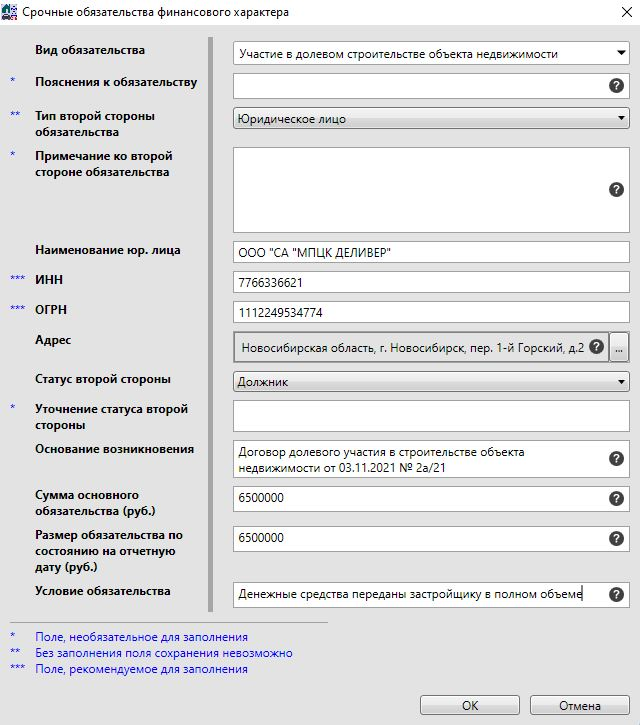 Срочные обязательства финансового характера
Вид обязательства
Участие в долевом строительстве объекта недвижимости
* Пояснения к обязательству
?
** Тип второй стороны
обязательства
Юридическое лицо
* Примечание ко второй
стороне обязательства
?
Наименование юр. лица
ООО "СА "МПЦК ДЕЛИВЕР"
*** ИНН
7766336621
*** ОГРН
1112249534774
Адрес
Новосибирская область, г. Новосибирск, пер. 1-й Горский, д.2 ? ...
Статус второй стороны
Должник
* Уточнение статуса второй
стороны
Основание возникновения
Договор долевого участия в строительстве объекта
недвижимости от 03.11.2021 № 2а/21
?
Сумма основного
обязательства (руб.)
6500000 ?
Размер обязательства по
состоянию на отчетную
дату (руб.)
6500000 ?
Условие обязательства
Денежные средства переданы застройщику в полном объеме ?
* Поле, необязательное для заполнения
** Без заполнения поля сохранения невозможно
*** Поле, рекомендуемое для заполнения
ОК Отмена